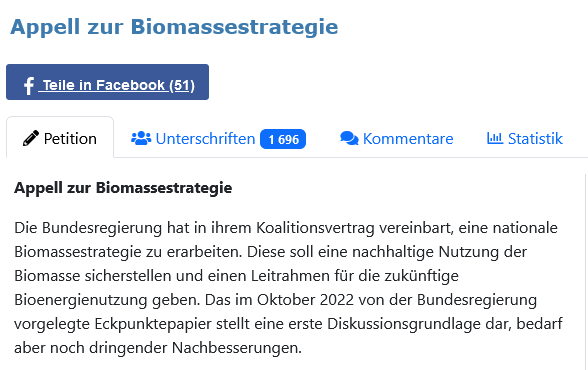 Appell zur Biomassestrategie
Teile in Facebook (51)
Petition Unterschriften 1 696 Kommentare Statistik
Appell zur Biomassestrategie
Die Bundesregierung hat in ihrem Koalitionsvertrag vereinbart, eine nationale
Biomassestrategie zu erarbeiten. Diese soll eine nachhaltige Nutzung der
Biomasse sicherstellen und einen Leitrahmen für die zukünftige
Bioenergienutzung geben. Das im Oktober 2022 von der Bundesregierung
vorgelegte Eckpunktepapier stellt eine erste Diskussionsgrundlage dar, bedarf
aber noch dringender Nachbesserungen.